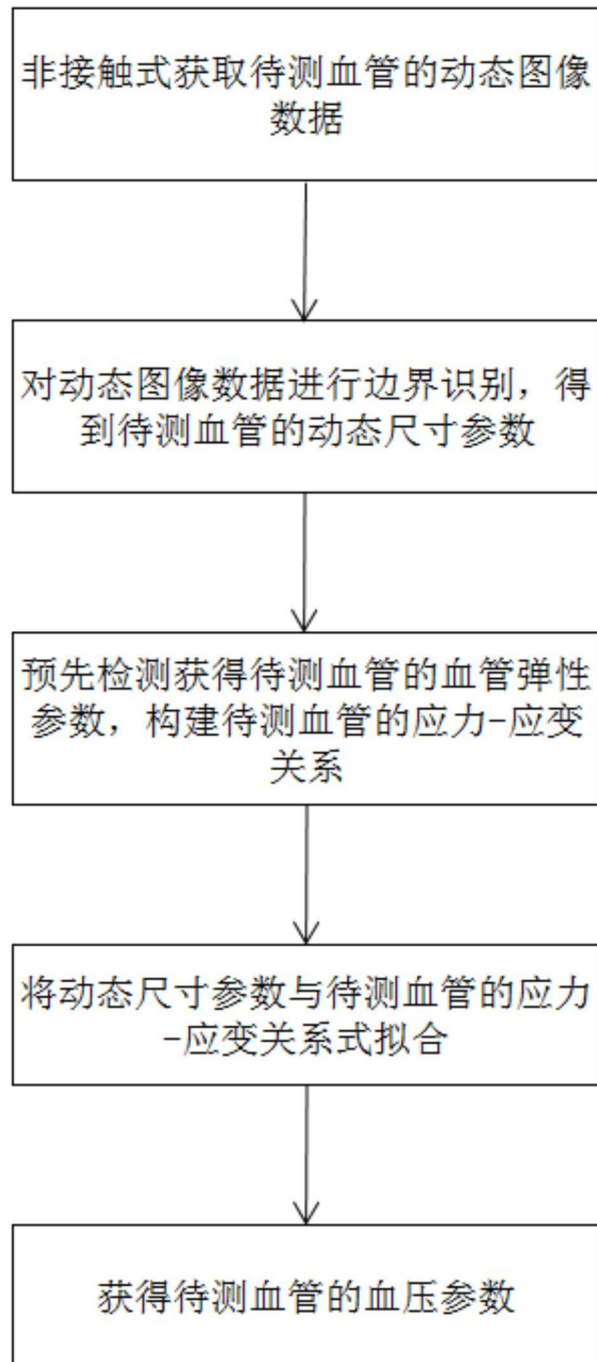 非接触式获取待测血管的动态图像
数据
对动态图像数据进行边界识别，得
到待测血管的动态尺寸参数
预先检测获得待测血管的血管弹性
参数，构建待测血管的应力-应变
关系
将动态尺寸参数与待测血管的应力
-应变关系式拟合
获得待测血管的血压参数